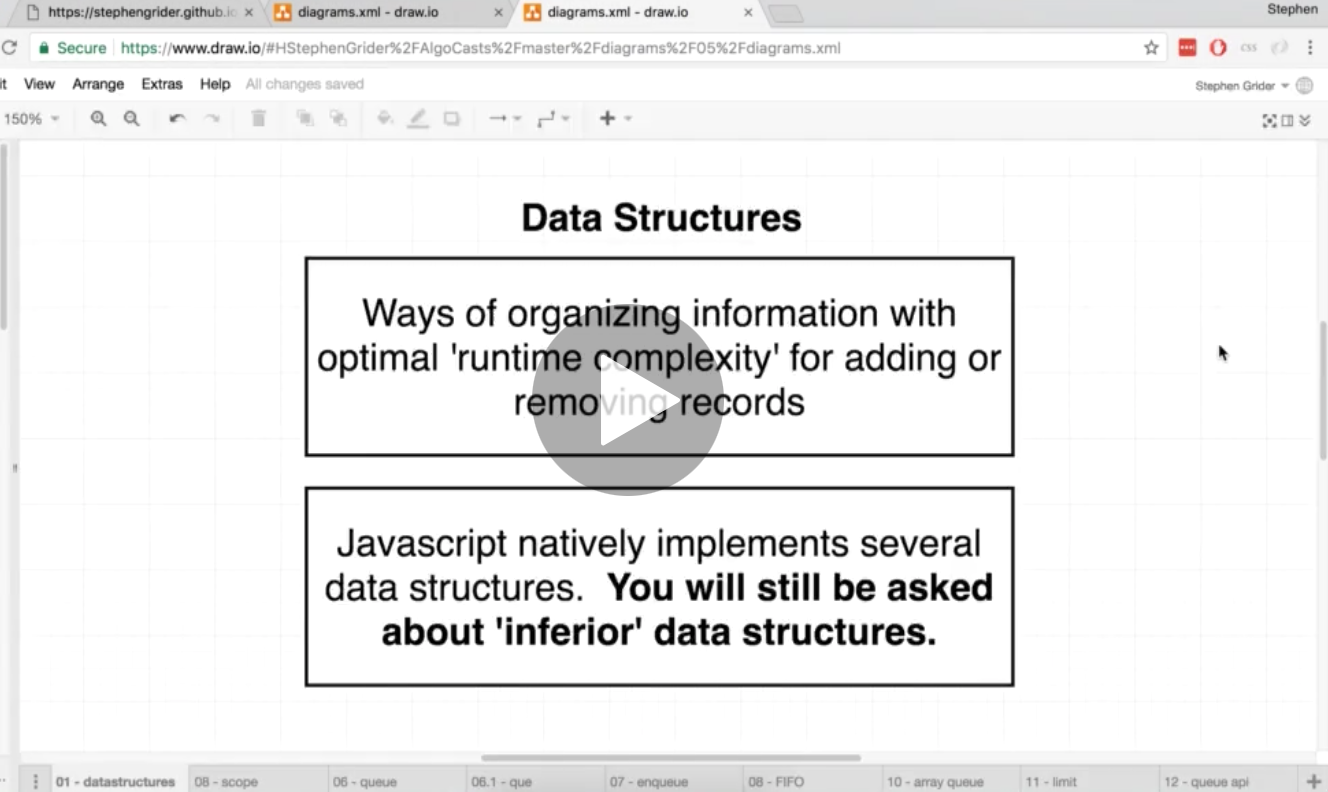 Stephen
https://stephengrider.github.io
diagrams.xml - draw.io
diagrams.xml - draw.io
Secure
https://www.draw.io/#HStephenGrider%2FAlgoCasts%2Fmaster%2Fdiagrams%2F05%2Fdiagrams.xml
css
it View Arrange Extras Help All changes saved
Stephen Grider
150%
Data Structures
Ways of organizing information with
optimal 'runtime complexity' for adding or
removing records
Javascript natively implements several
data structures.  You will still be asked
about 'inferior' data structures.
01 - datastructures
08 - scope
06 - queue
06.1 - que
07 - enqueue
08 - FIFO
10 - array queue
11 - limit
12 - queue api